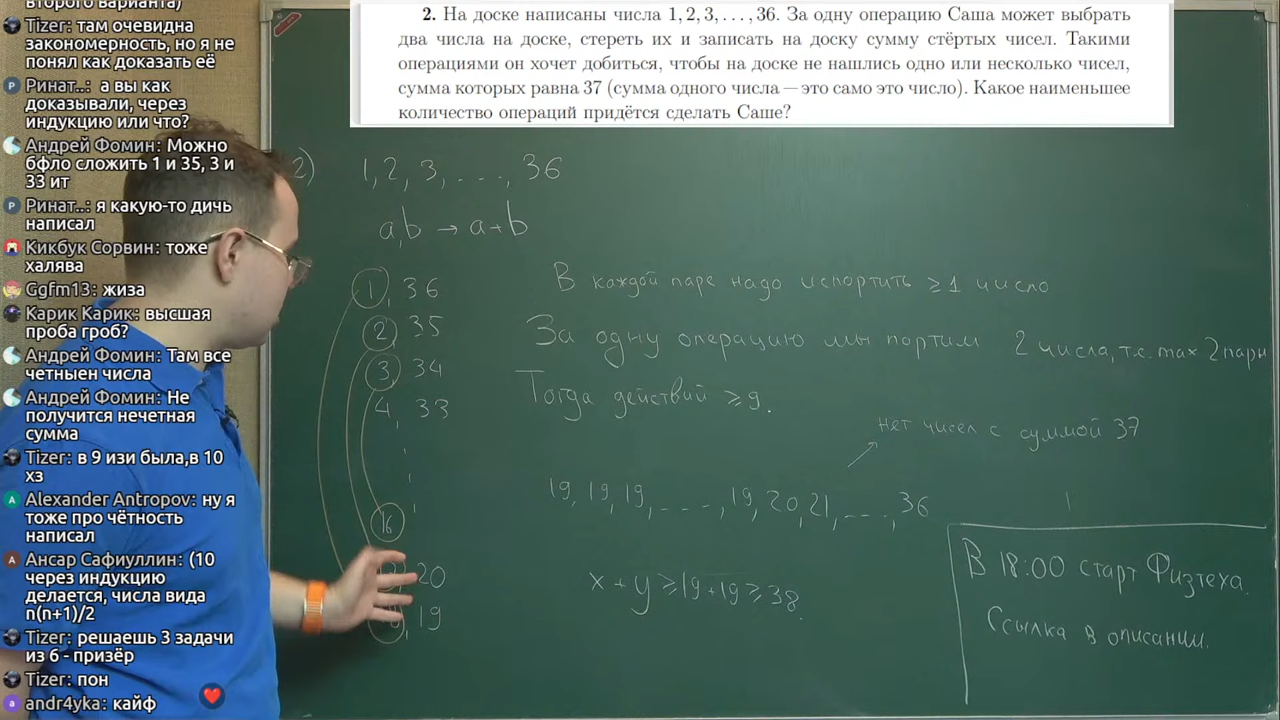 второго варианта)
Tizer: там очевидна
закономерность, но я не
понял как доказать её
Ринат..: а вы как
доказывали, через
индукцию или что?
Андрей Фомин: Можно
бфло сложить 1 и 35, 3 и
33 ит
Ринат..: я какую-то дичь
написал
Кикбук Сорвин: тоже
халява
Ggfm13: жиза
Карик Карик: высшая
проба гроб?
Андрей Фомин: Там все
четныен числа
Андрей Фомин: Не
получится нечетная
сумма
Tizer: в 9 изи была,в 10
хз
Alexander Antropov: ну я
тоже про чётность
написал
Ансар Сафиуллин: (10
через индукцию
делается, числа вида
n(n+1)/2
Tizer: решаешь 3 задачи
из 6 - призёр
Tizer: пон
andr4yka: кайф
2. На доске написаны числа 1, 2, 3, . . . , 36. За одну операцию Саша может выбрать
два числа на доске, стереть их и записать на доску сумму стёртых чисел. Такими
операциями он хочет добиться, чтобы на доске не нашлись одно или несколько чисел,
сумма которых равна 37 (сумма одного числа — это само это число). Какое наименьшее
количество операций придётся сделать Саше?
2) 1, 2, 3, . . . , 36
a, b → a+b
1, 36
2, 35
3, 34
4, 33
16
20
19
В каждой паре надо испортить ≥1 число
За одну операцию мы портим 2 числа, т.е. max 2 пары
Тогда действий ≥9.
нет чисел с суммой 37
19, 19, 19, - - - , 19, 20, 21, - - - , 36
x + y ≥ 19 + 19 ≥ 38.
В 18:00 старт Физтеха.
Ссылка в описании.